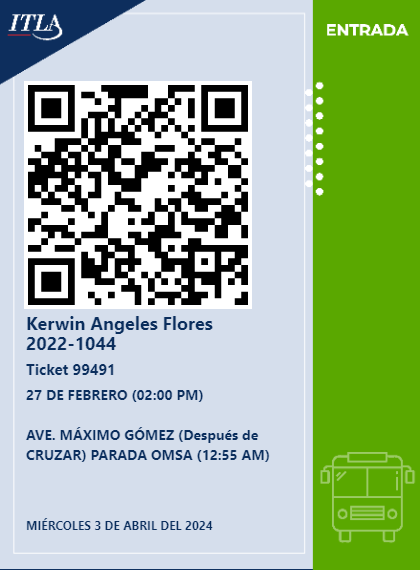 ITLA
ENTRADA
Kerwin Angeles Flores
2022-1044
Ticket 99491
27 DE FEBRERO (02:00 PM)
AVE. MÁXIMO GÓMEZ (Después de
CRUZAR) PARADA OMSA (12:55 AM)
MIÉRCOLES 3 DE ABRIL DEL 2024